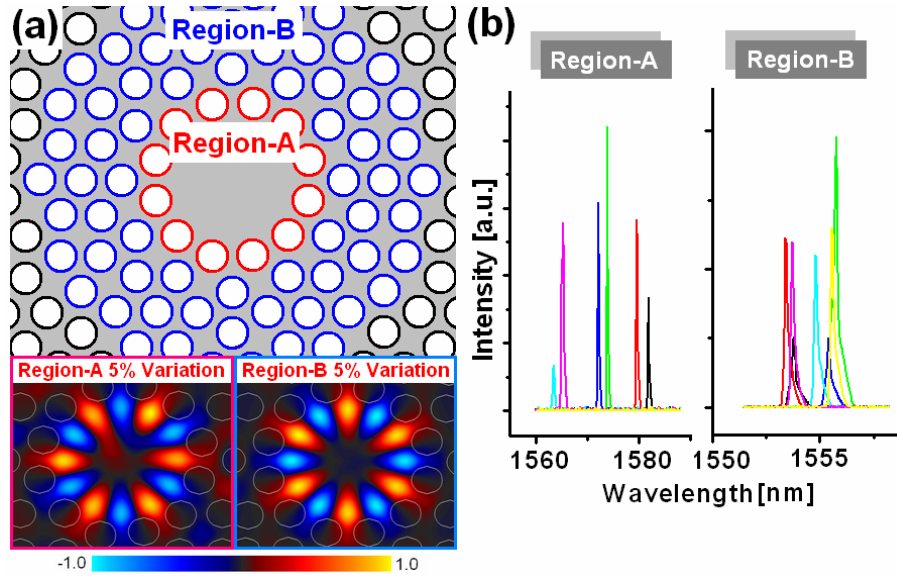 (a)
Region-B
Region-A
Region-A 5% Variation
Region-B 5% Variation
-1.0
1.0
(b)
Region-A
Region-B
Intensity [a.u.]
1560
1580
1550
1555
Wavelength [nm]